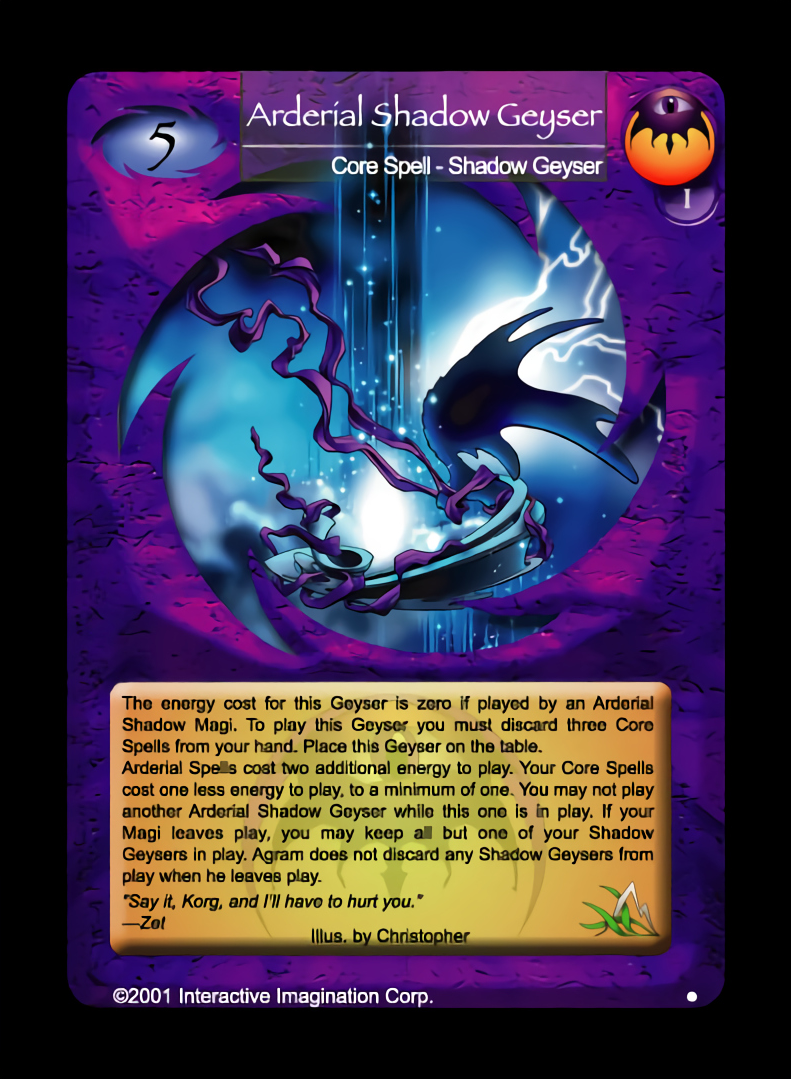 5
Arderial Shadow Geyser
Core Spell - Shadow Geyser
I
The energy cost for this Geyser is zero if played by an Arderial
Shadow Magi. To play this Geyser you must discard three Core
Spells from your hand. Place this Geyser on the table.
Arderial Spells cost two additional energy to play. Your Core Spells
cost one less energy to play, to a minimum of one. You may not play
another Arderial Shadow Geyser while this one is in play. If your
Magi leaves play, you may keep all but one of your Shadow
Geysers in play. Agram does not discard any Shadow Geysers from
play when he leaves play.
"Say it, Korg, and I'll have to hurt you."
—Zet
Illus. by Christopher
©2001 Interactive Imagination Corp.